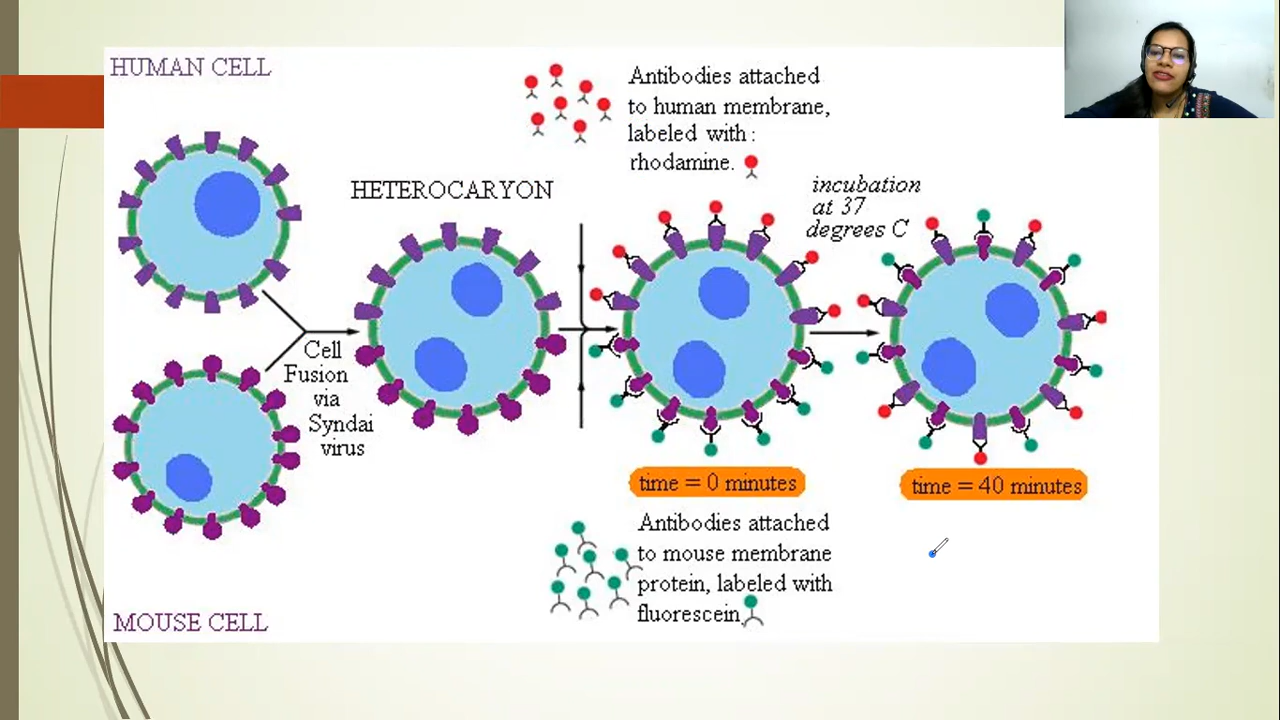 HUMAN CELL
Antibodies attached
to human membrane,
labeled with:
rhodamine.
HETEROCARYON
incubation
at 37
degrees C
Cell
Fusion
via
Syndai
virus
time = 0 minutes
time = 40 minutes
Antibodies attached
to mouse membrane
protein, labeled with
fluorescein.
MOUSE CELL